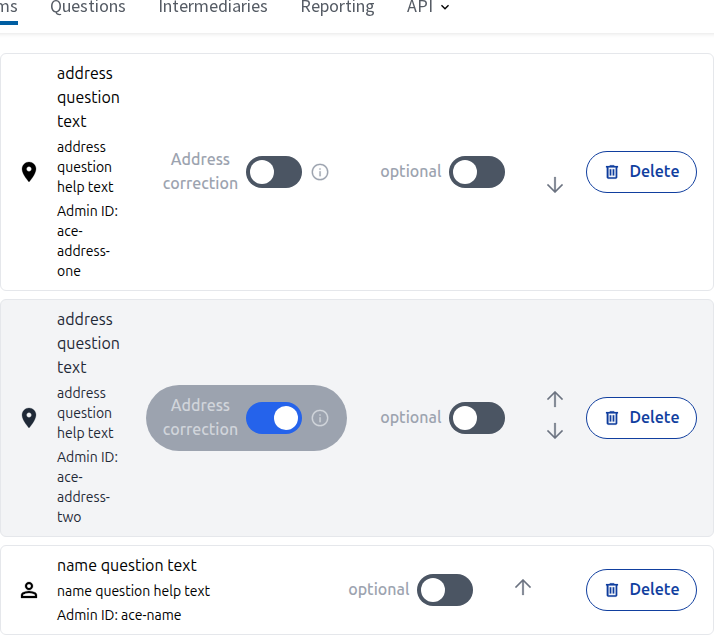 ms Questions Intermediaries Reporting API
address
question
text
address
question
help text
Admin ID:
ace-
address-
one
Address
correction
optional
Delete
address
question
text
address
question
help text
Admin ID:
ace-
address-
two
Address
correction
optional
Delete
name question text
name question help text
Admin ID: ace-name
optional
Delete